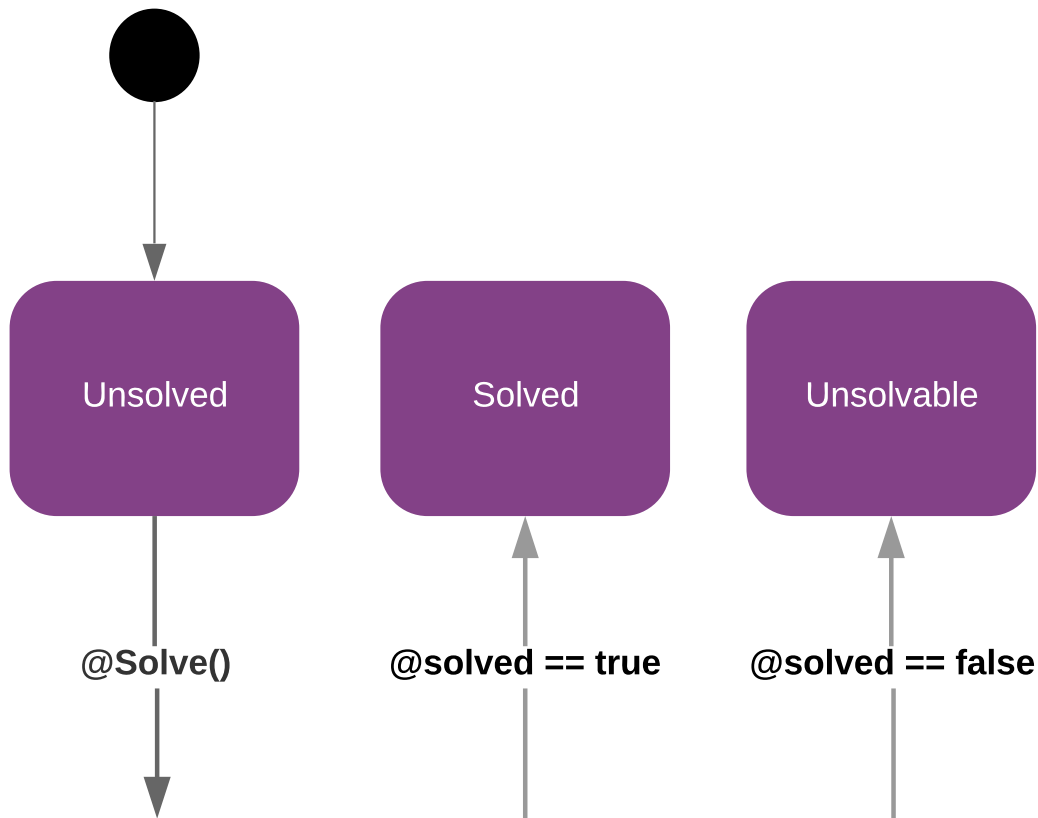 Unsolved
Solved
Unsolvable
@Solve()
@solved == true
@solved == false